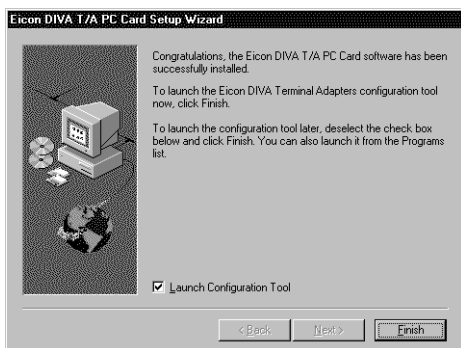 Eicon DIVA T/A PC Card Setup Wizard
Congratulations, the Eicon DIVA T/A PC Card software has been
successfully installed.
To launch the Eicon DIVA Terminal Adapters configuration tool
now, click Finish.
To launch the configuration tool later, deselect the check box
below and click Finish. You can also launch it from the Programs
list.
Launch Configuration Tool
< Back
Next >
Finish